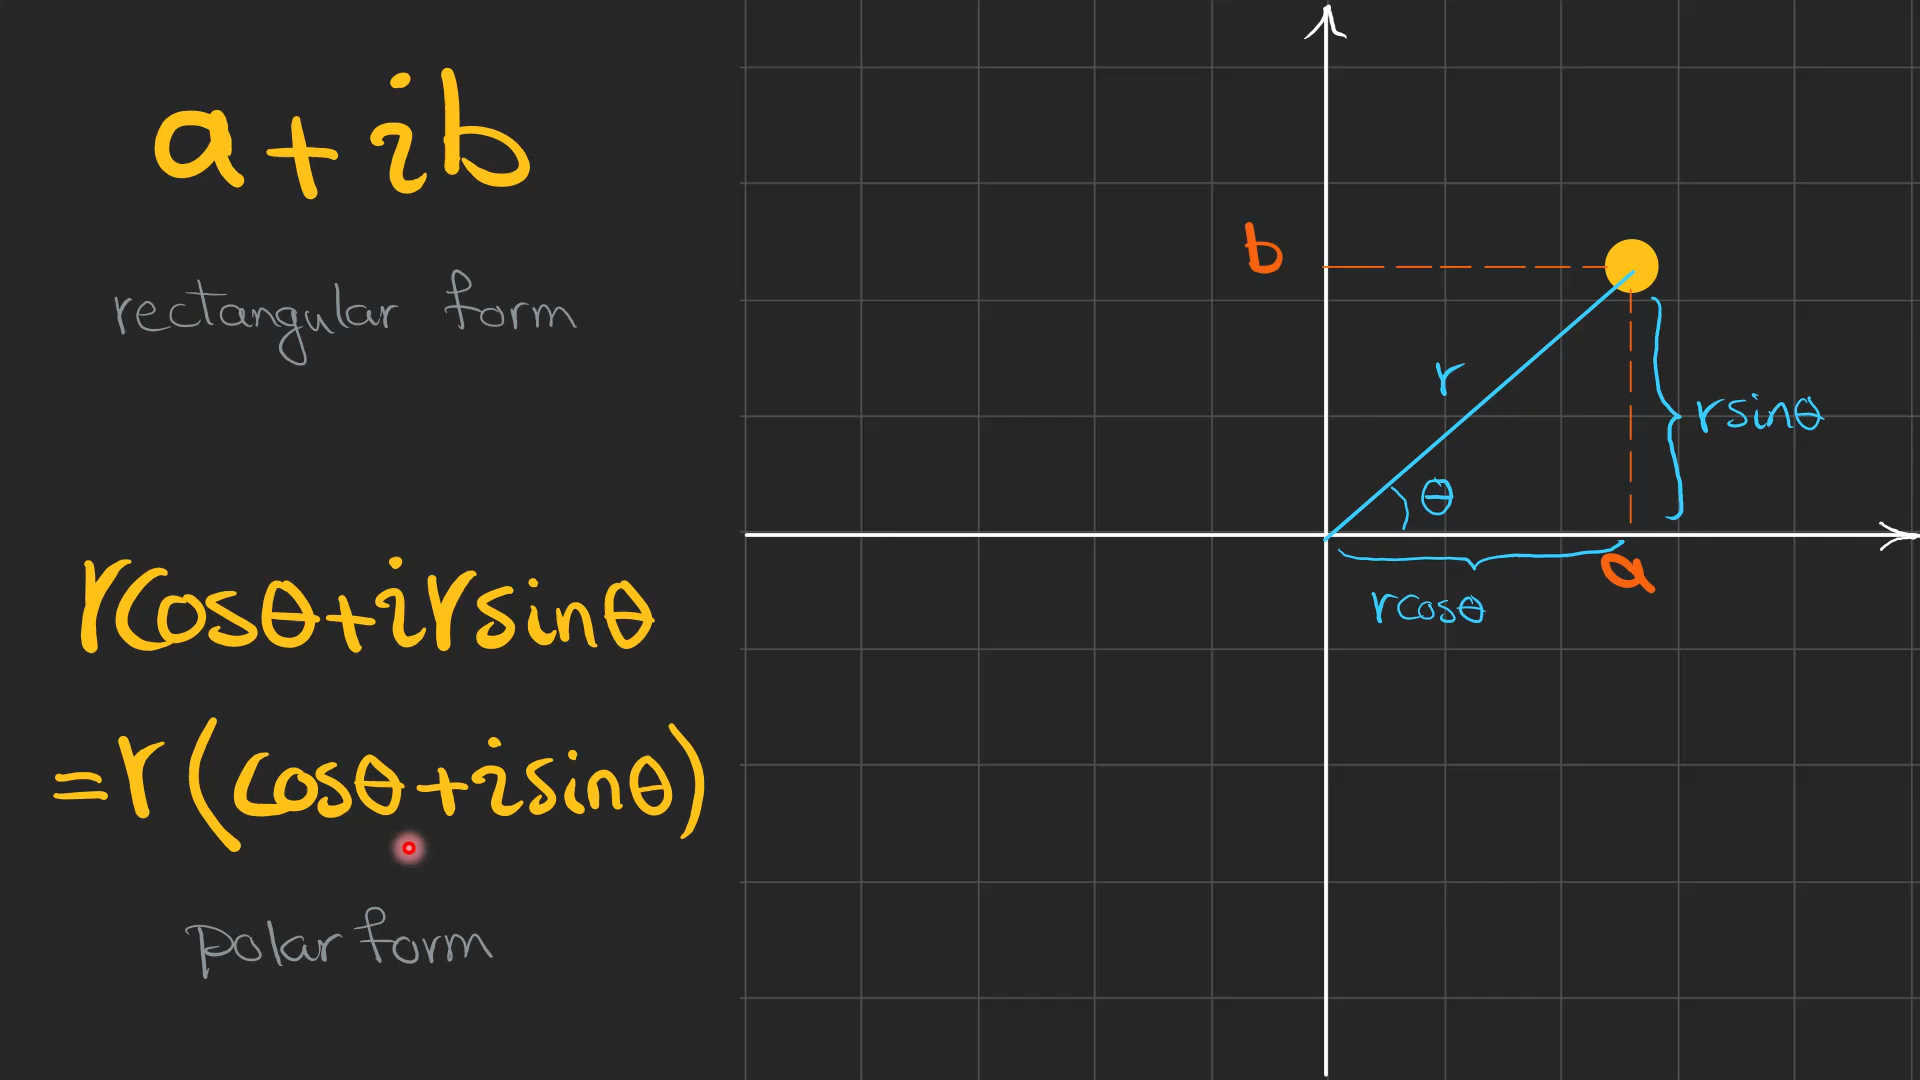 a+ib
rectangular form
rcosθ+irsinθ
=r(cosθ+isinθ)
polar form
b
r
rsinθ
θ
a
rcosθ